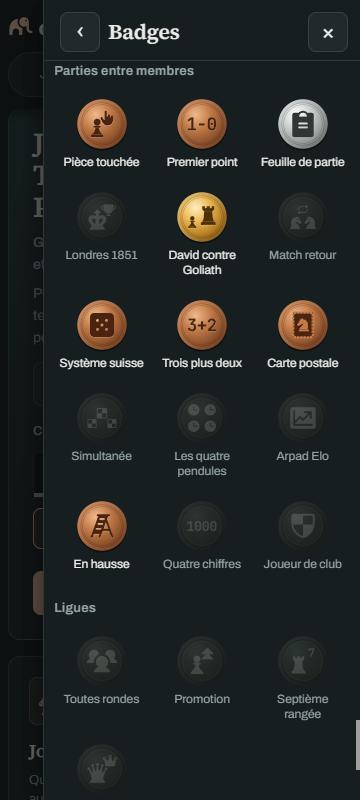 Badges
Parties entre membres
1-0
Pièce touchée Premier point Feuille de partie
Londres 1851 David contre Match retour
Goliath
3+2
Système suisse Trois plus deux Carte postale
Simultanée Les quatre Arpad Elo
pendules
1000
En hausse Quatre chiffres Joueur de club
Ligues
7
Toutes rondes Promotion Septième
rangée